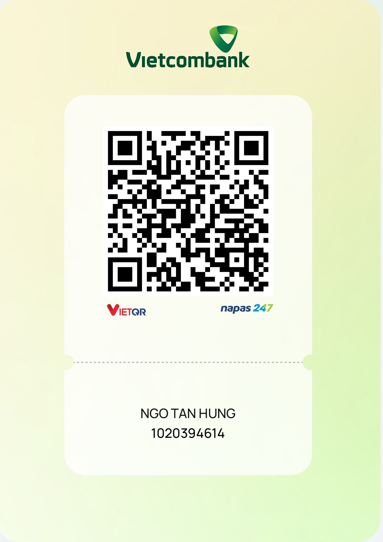 Vietcombank
VIETQR
napas 247
NGO TAN HUNG
1020394614